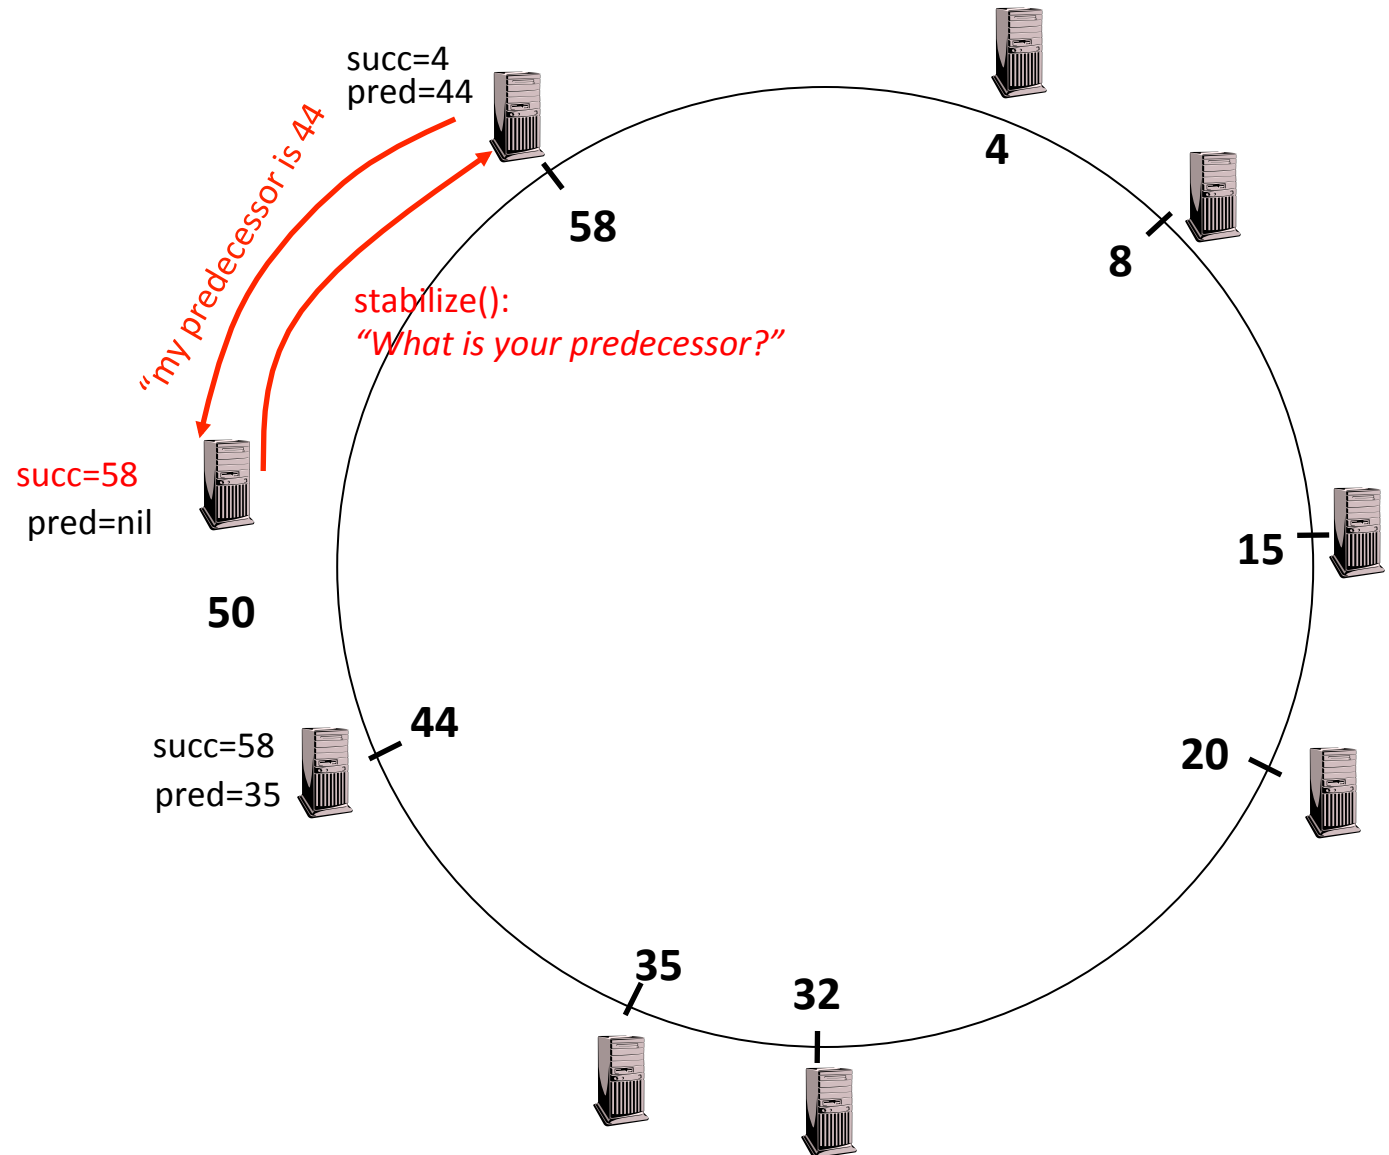 succ=4
pred=44
"my predecessor is 44
4
58
8
stabilize():
“What is your predecessor?”
succ=58
pred=nil
15
50
44
succ=58
pred=35
20
35
32